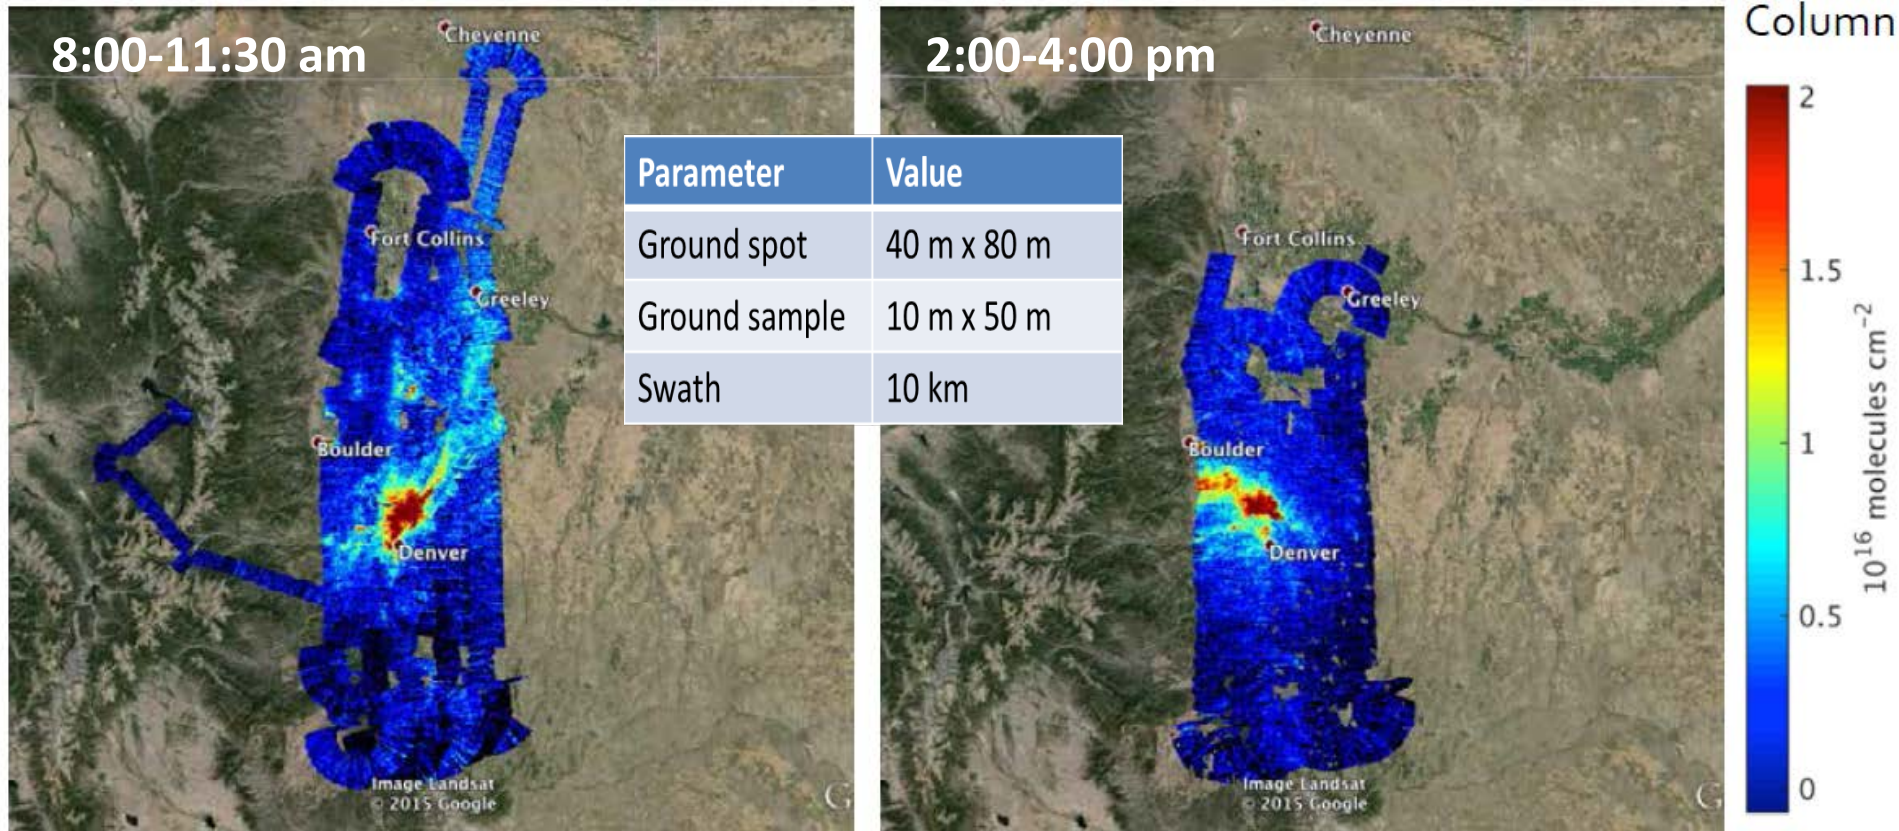 8:00-11:30 am
Cheyenne
Fort Collins
Greeley
Boulder
Denver
Image Landsat
© 2015 Google
G
Parameter Value
Ground spot 40 m x 80 m
Ground sample 10 m x 50 m
Swath 10 km
2:00-4:00 pm
Cheyenne
Fort Collins
Greeley
Boulder
Denver
Image Landsat
© 2015 Google
G
Column
2
1.5
1
0.5
0
10¹⁶ molecules cm⁻²